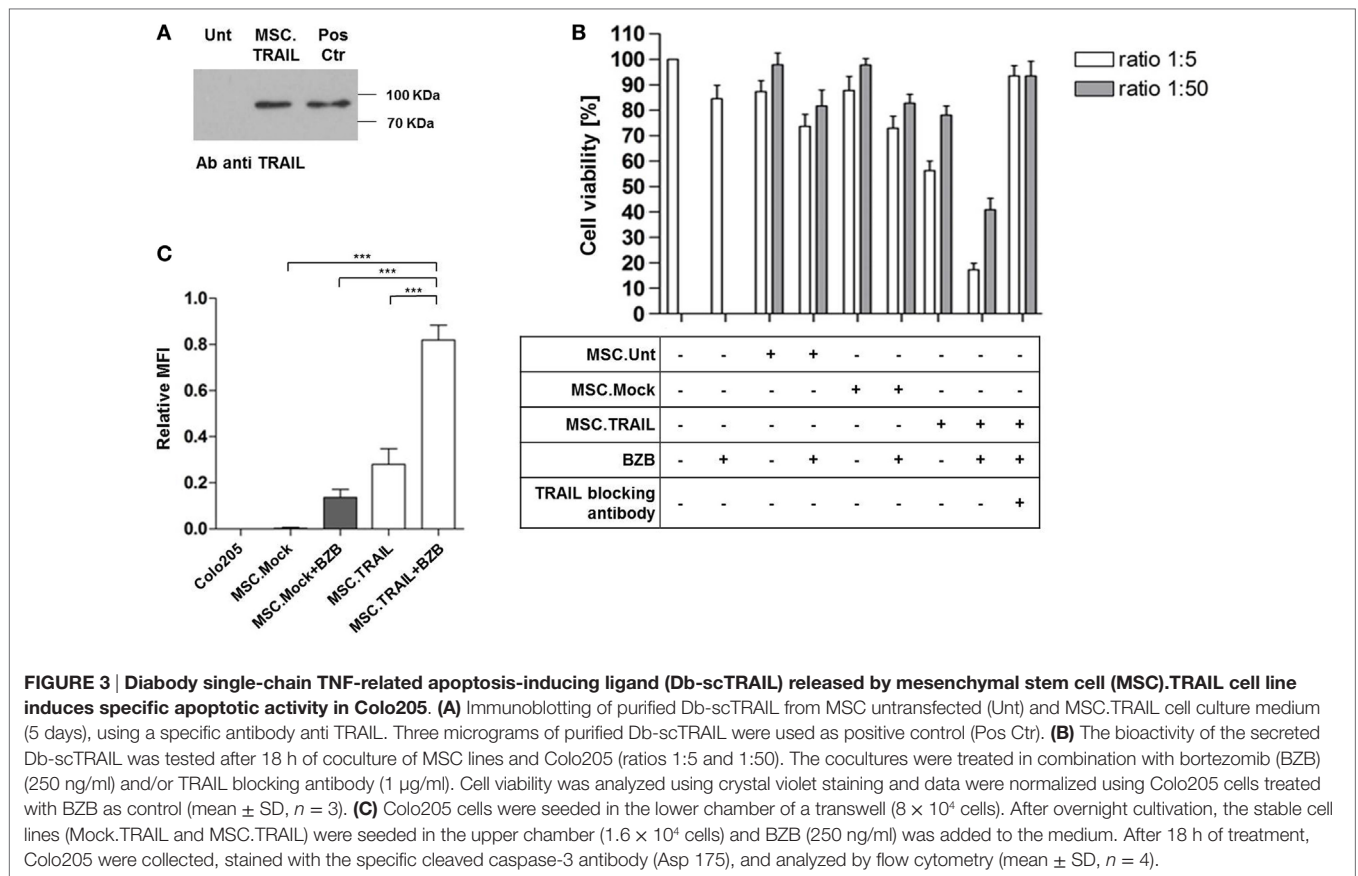 A
Unt MSC. Pos
TRAIL Ctr
100 KDa
70 KDa
Ab anti TRAIL
B
110
100
90
80
70
60
50
40
30
20
10
0
Cell viability [%]
ratio 1:5
ratio 1:50
MSC.Unt - - + + - - - - -
MSC.Mock - - - - + + - - -
MSC.TRAIL - - - - - - + + +
BZB - + - + - + - + +
TRAIL blocking
antibody - - - - - - - - +
C
***
***
***
1.0
0.8
0.6
0.4
0.2
0.0
Relative MFI
Colo205
MSC.Mock
MSC.Mock+BZB
MSC.TRAIL
MSC.TRAIL+BZB
FIGURE 3 | Diabody single-chain TNF-related apoptosis-inducing ligand (Db-scTRAIL) released by mesenchymal stem cell (MSC).TRAIL cell line
induces specific apoptotic activity in Colo205. (A) Immunoblotting of purified Db-scTRAIL from MSC untransfected (Unt) and MSC.TRAIL cell culture medium
(5 days), using a specific antibody anti TRAIL. Three micrograms of purified Db-scTRAIL were used as positive control (Pos Ctr). (B) The bioactivity of the secreted
Db-scTRAIL was tested after 18 h of coculture of MSC lines and Colo205 (ratios 1:5 and 1:50). The cocultures were treated in combination with bortezomib (BZB)
(250 ng/ml) and/or TRAIL blocking antibody (1 µg/ml). Cell viability was analyzed using crystal violet staining and data were normalized using Colo205 cells treated
with BZB as control (mean ± SD, n = 3). (C) Colo205 cells were seeded in the lower chamber of a transwell (8 × 10⁴ cells). After overnight cultivation, the stable cell
lines (Mock.TRAIL and MSC.TRAIL) were seeded in the upper chamber (1.6 × 10⁴ cells) and BZB (250 ng/ml) was added to the medium. After 18 h of treatment,
Colo205 were collected, stained with the specific cleaved caspase-3 antibody (Asp 175), and analyzed by flow cytometry (mean ± SD, n = 4).